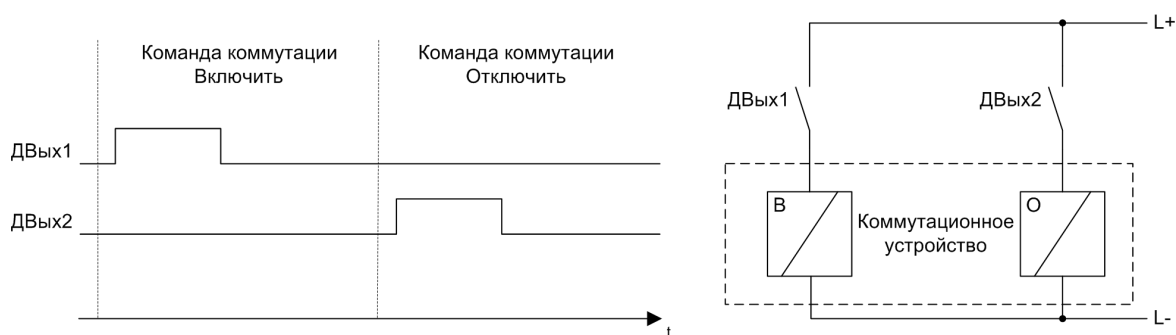 Команда коммутации
Включить
Команда коммутации
Отключить
ДВых1
ДВых2
t
L+
ДВых1
ДВых2
В
О
Коммутационное
устройство
L-